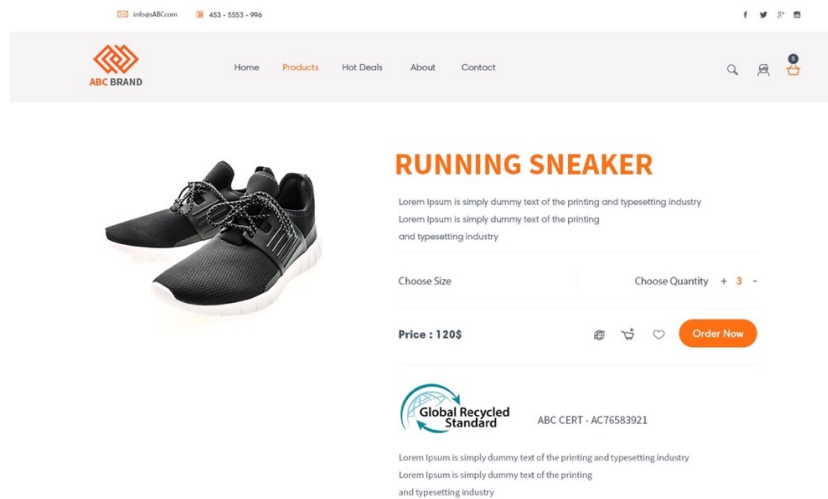 info@sABC.com
453 - 5553 - 996
ABC BRAND
Home
Products
Hot Deals
About
Contact
5
RUNNING SNEAKER
Lorem Ipsum is simply dummy text of the printing and typesetting industry
Lorem Ipsum is simply dummy text of the printing
and typesetting industry
Choose Size
Choose Quantity + 3 -
Price : 120$
Order Now
Global Recycled
Standard
ABC CERT - AC76583921
Lorem Ipsum is simply dummy text of the printing and typesetting industry
Lorem Ipsum is simply dummy text of the printing
and typesetting industry